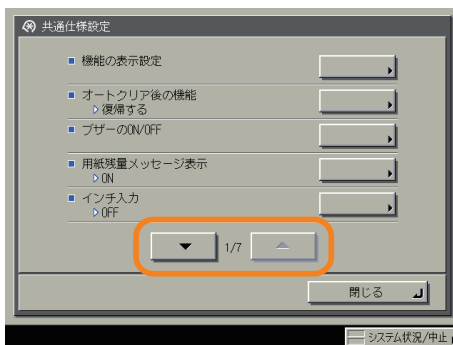 共通仕様設定
機能の表示設定
オートクリア後の機能
復帰する
ブザーのON/OFF
用紙残量メッセージ表示
ON
インチ入力
OFF
1/7
閉じる
システム状況/中止